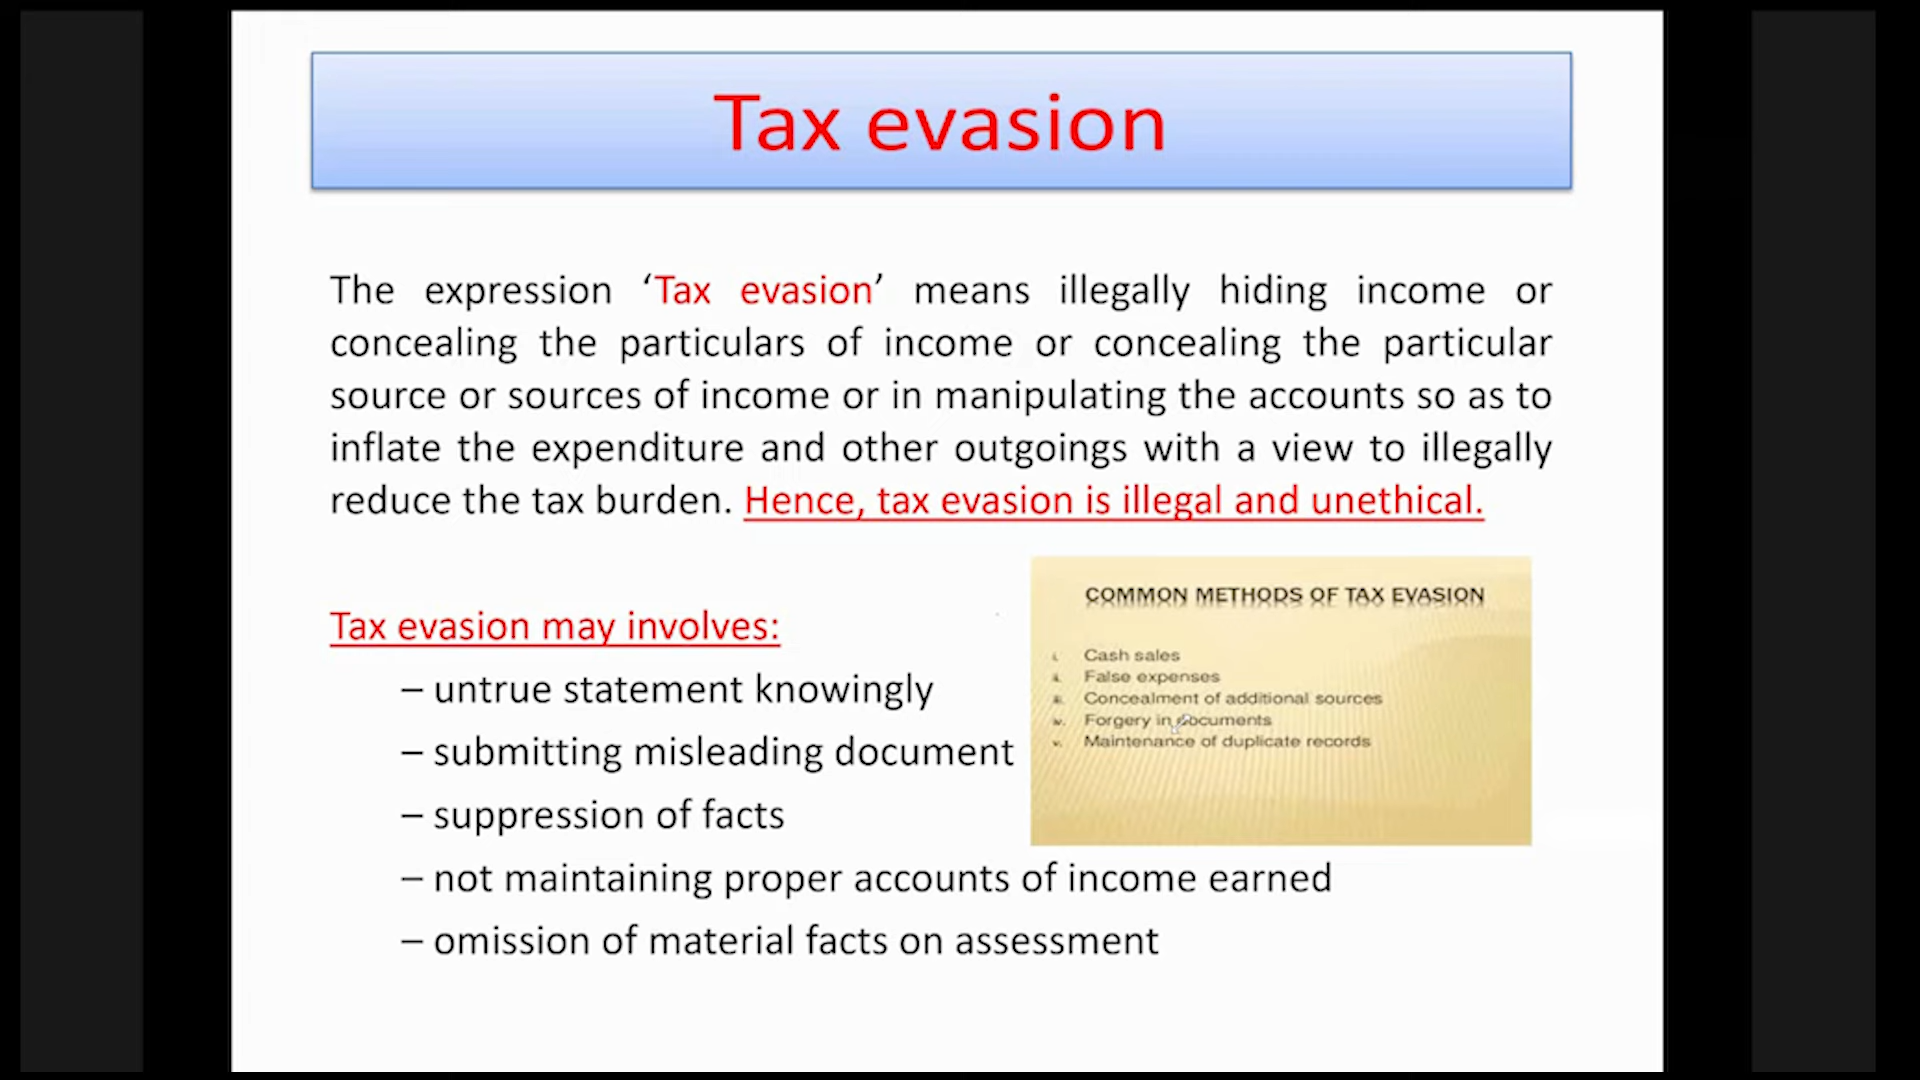 Tax evasion
The expression ‘Tax evasion’ means illegally hiding income or
concealing the particulars of income or concealing the particular
source or sources of income or in manipulating the accounts so as to
inflate the expenditure and other outgoings with a view to illegally
reduce the tax burden. Hence, tax evasion is illegal and unethical.
Tax evasion may involves:
– untrue statement knowingly
– submitting misleading document
– suppression of facts
– not maintaining proper accounts of income earned
– omission of material facts on assessment
COMMON METHODS OF TAX EVASION
i. Cash sales
ii. False expenses
iii. Concealment of additional sources
iv. Forgery in documents
v. Maintenance of duplicate records